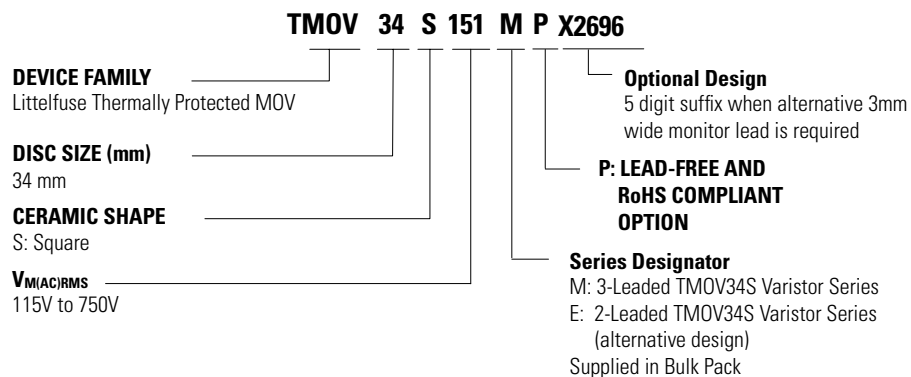 TMOV 34 S 151 M P X2696
DEVICE FAMILY
Littelfuse Thermally Protected MOV
DISC SIZE (mm)
34 mm
CERAMIC SHAPE
S: Square
VM(AC)RMS
115V to 750V
Optional Design
5 digit suffix when alternative 3mm
wide monitor lead is required
P: LEAD-FREE AND
RoHS COMPLIANT
OPTION
Series Designator
M: 3-Leaded TMOV34S Varistor Series
E: 2-Leaded TMOV34S Varistor Series
(alternative design)
Supplied in Bulk Pack